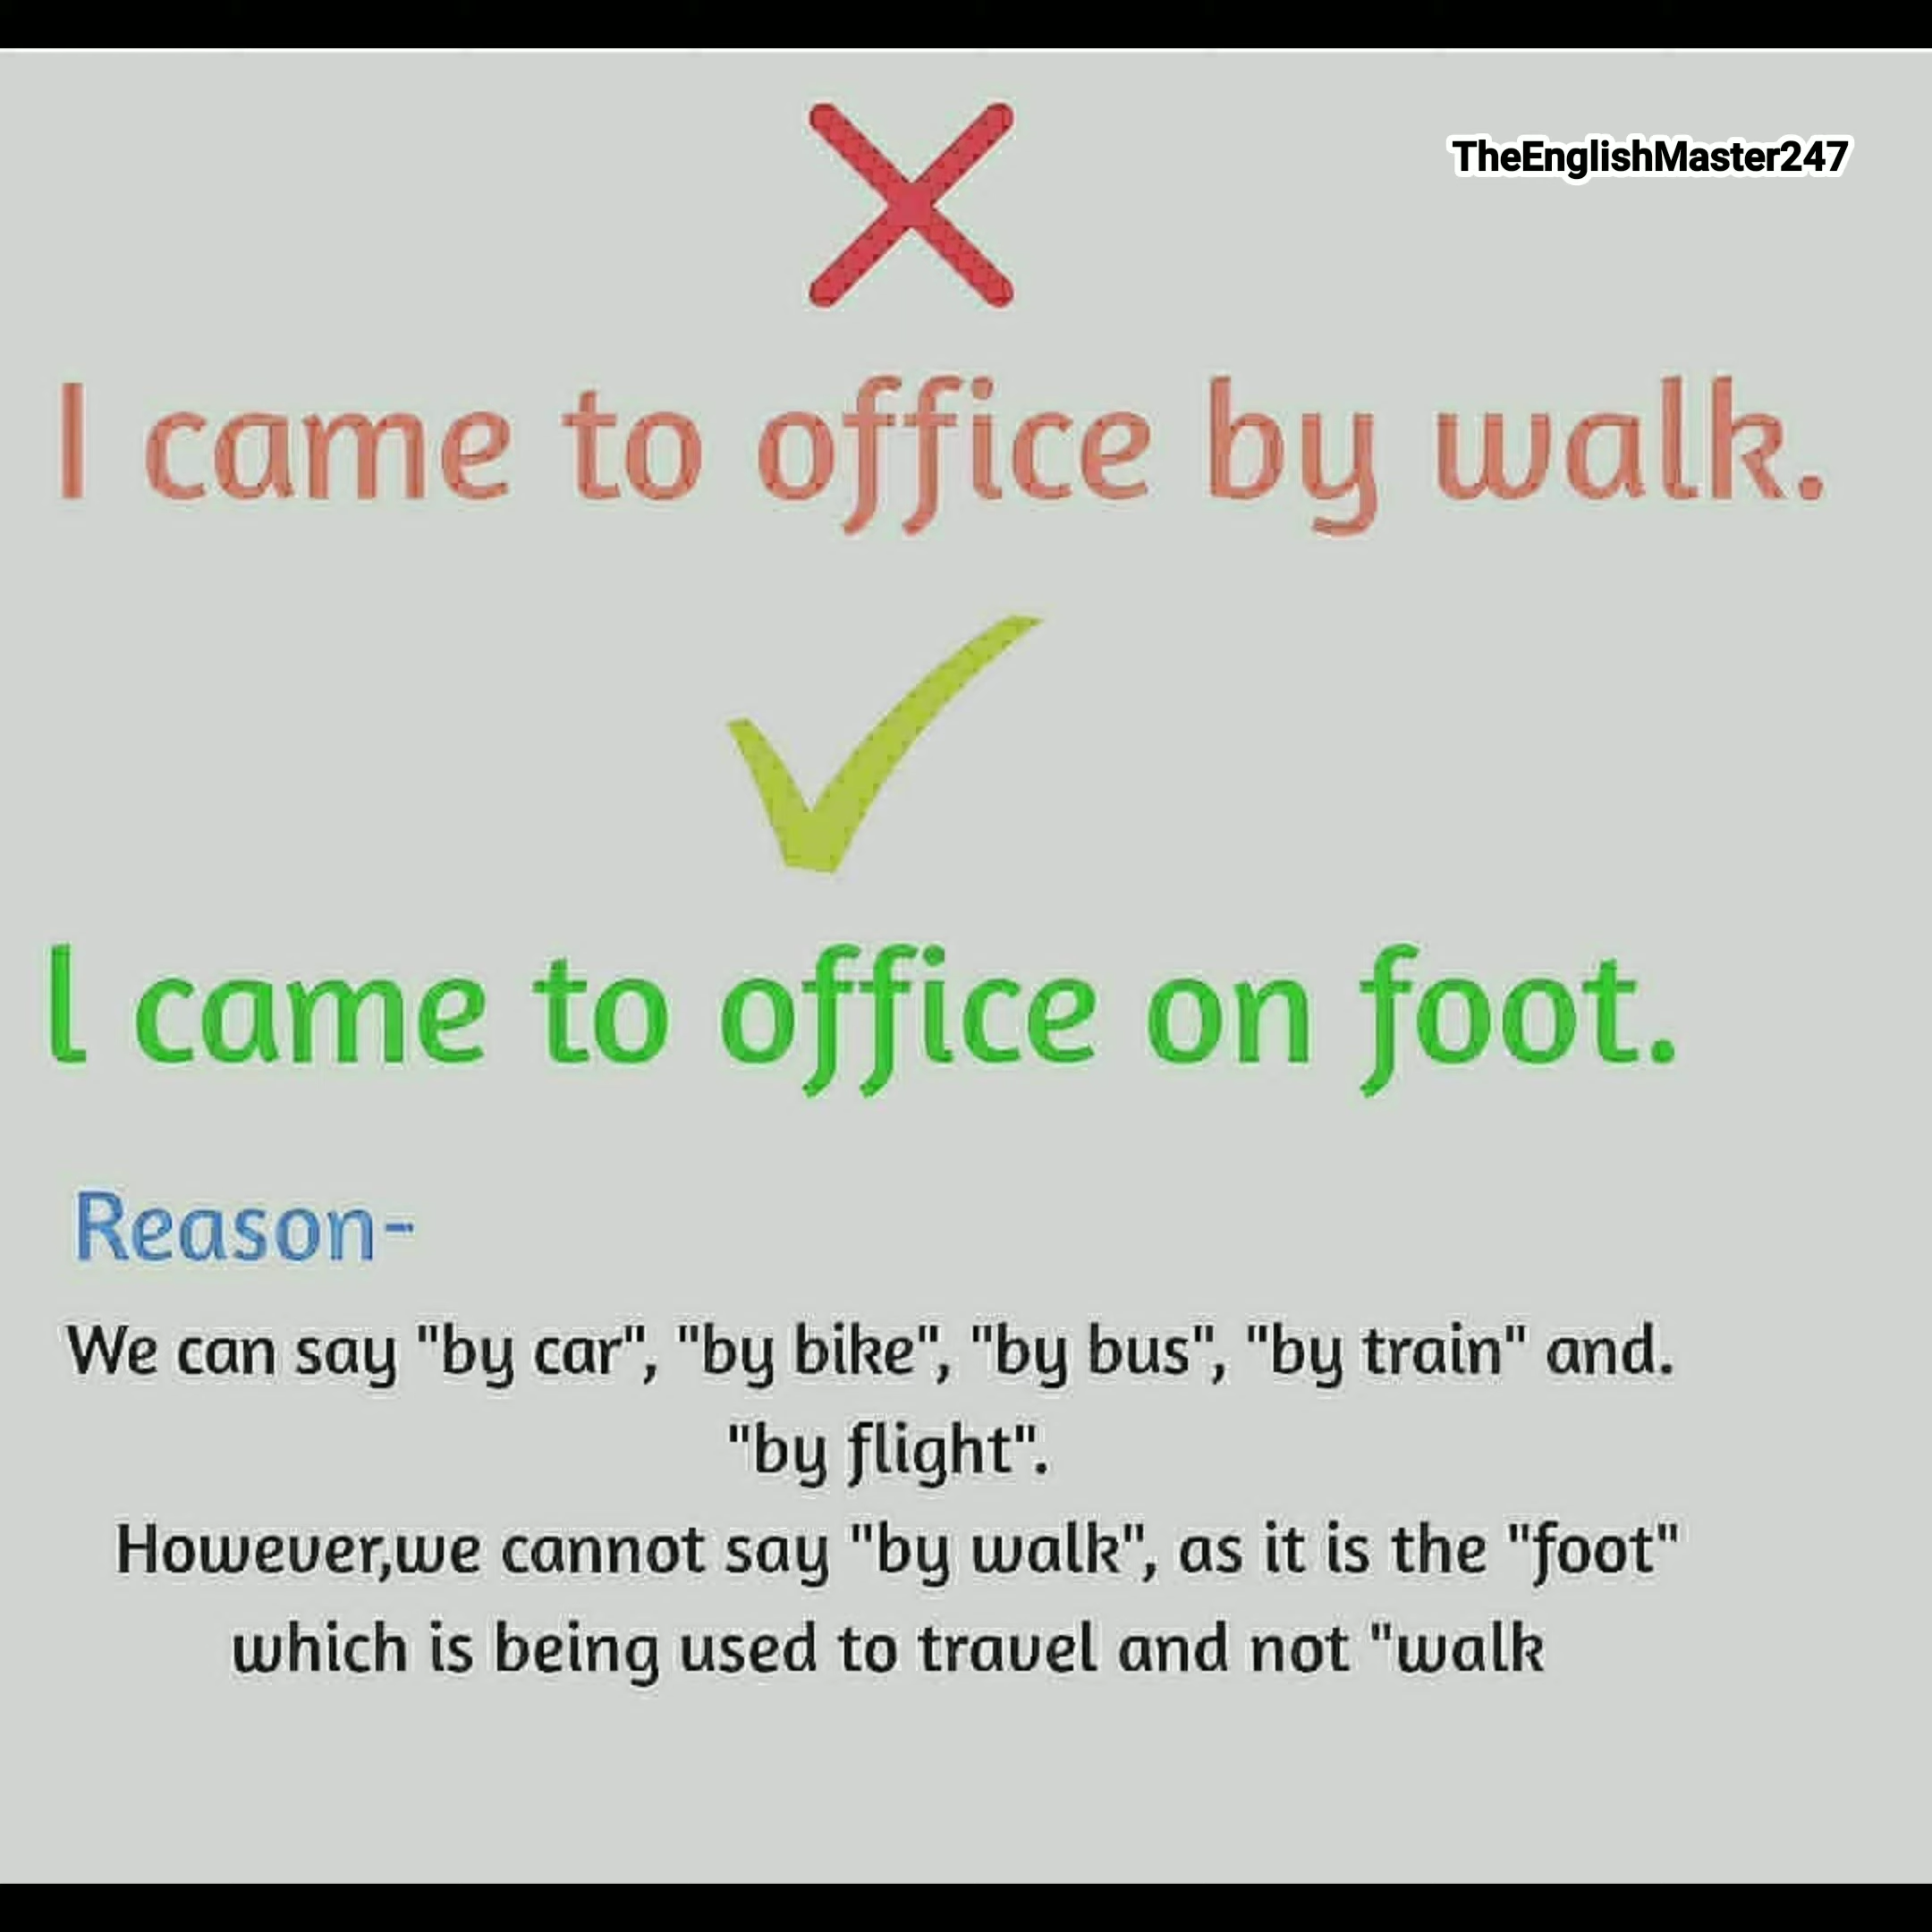 TheEnglishMaster247
I came to office by walk.
I came to office on foot.
Reason-
We can say "by car", "by bike", "by bus", "by train" and.
"by flight".
However,we cannot say "by walk", as it is the "foot"
which is being used to travel and not "walk